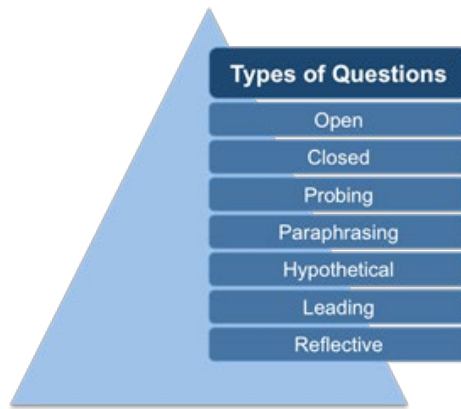 Types of Questions
Open
Closed
Probing
Paraphrasing
Hypothetical
Leading
Reflective